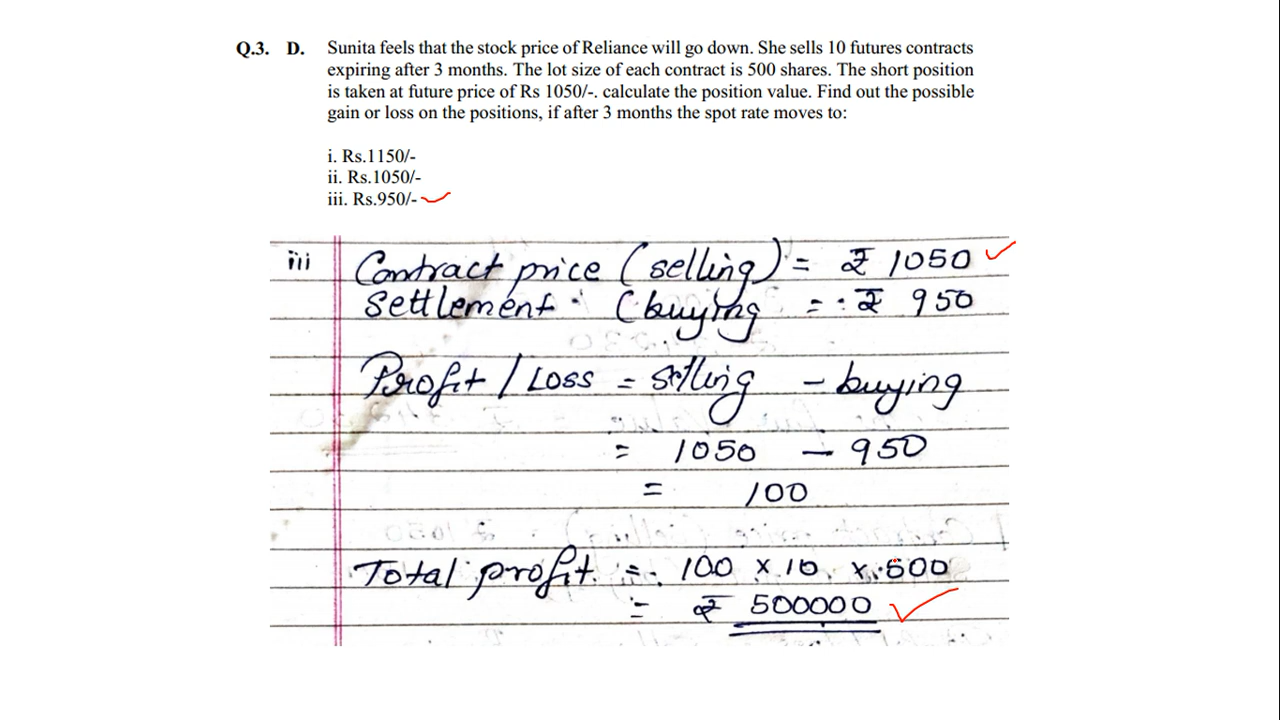 Q.3. D. Sunita feels that the stock price of Reliance will go down. She sells 10 futures contracts
expiring after 3 months. The lot size of each contract is 500 shares. The short position
is taken at future price of Rs 1050/-. calculate the position value. Find out the possible
gain or loss on the positions, if after 3 months the spot rate moves to:
i. Rs.1150/-
ii. Rs.1050/-
iii. Rs.950/-
iii Contract price (selling) = ₹ 1050
Settlement (buying = ₹ 950
Profit / Loss = selling - buying
= 1050 - 950
= 100
Total profit = 100 x 10 x 500
= ₹ 500000